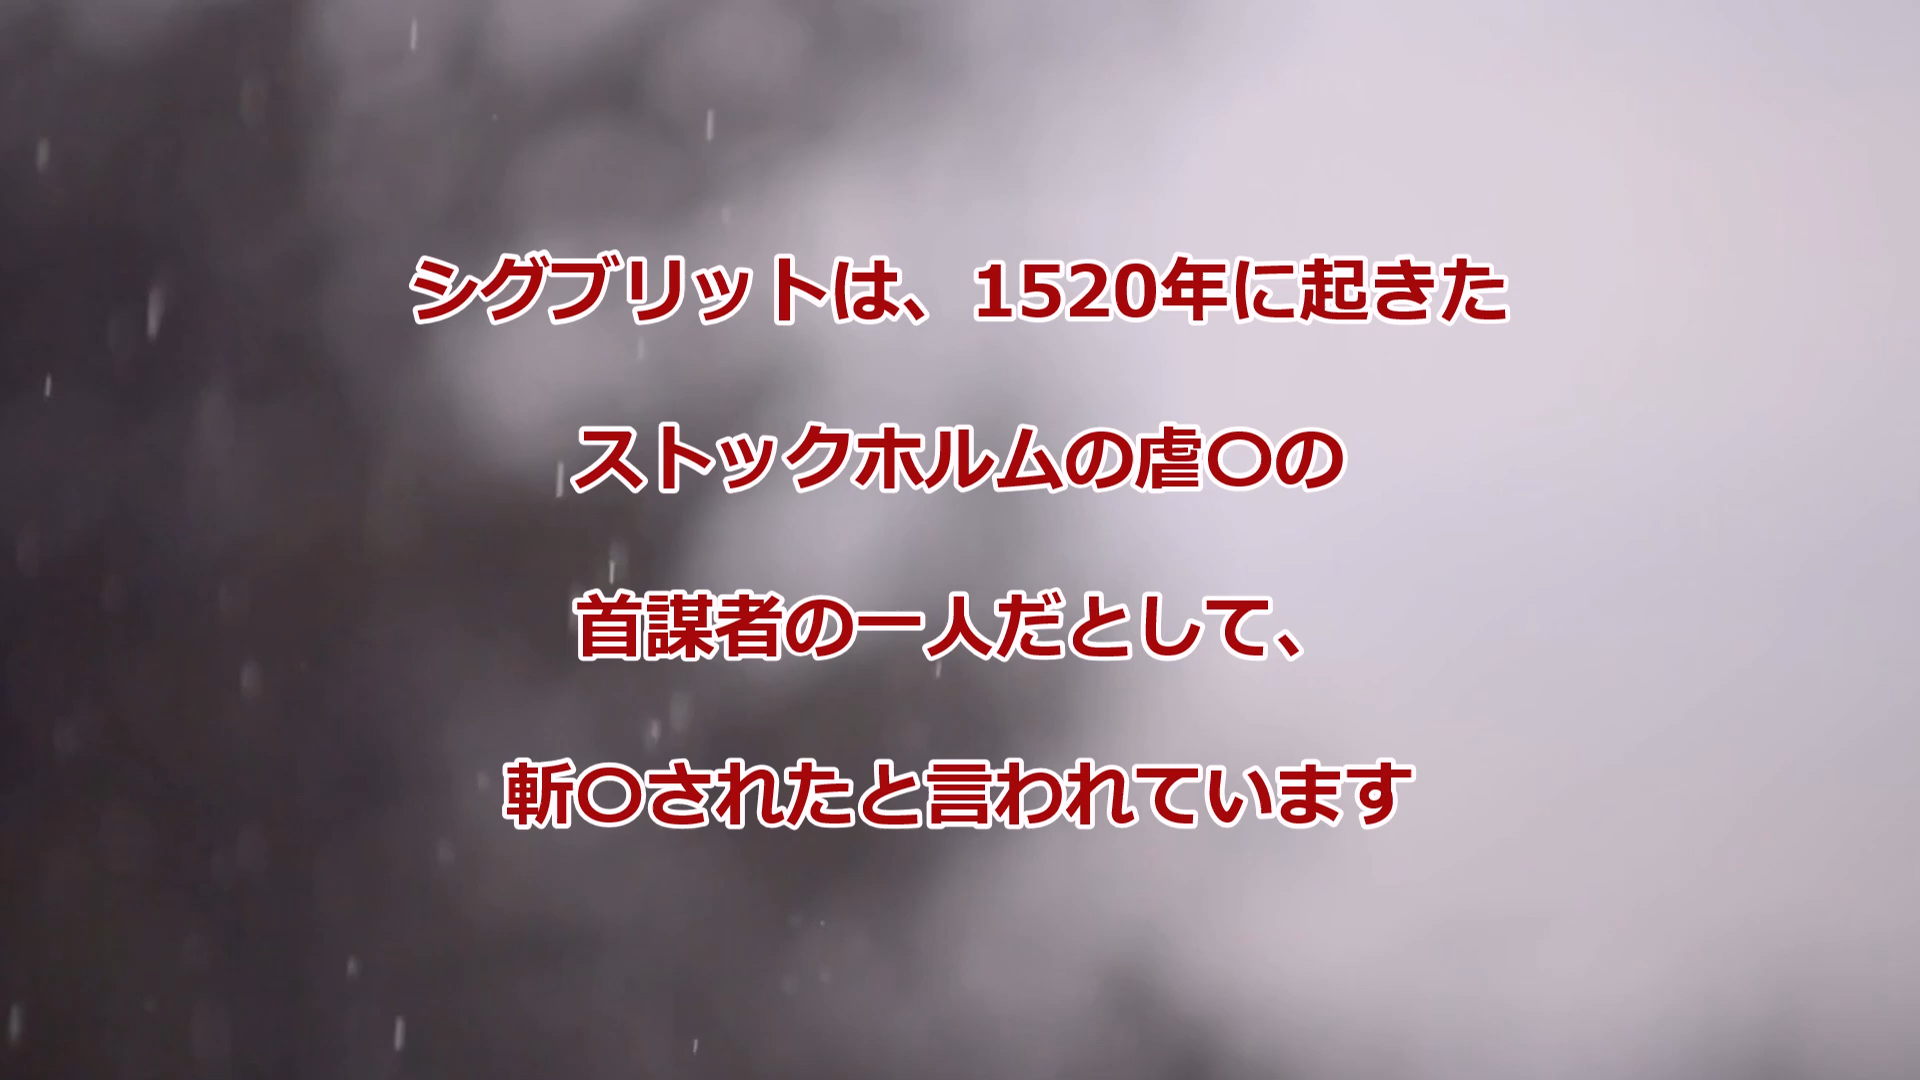 シグブリットは、1520年に起きた
ストックホルムの虐〇の
首謀者の一人だとして、
斬〇されたと言われています